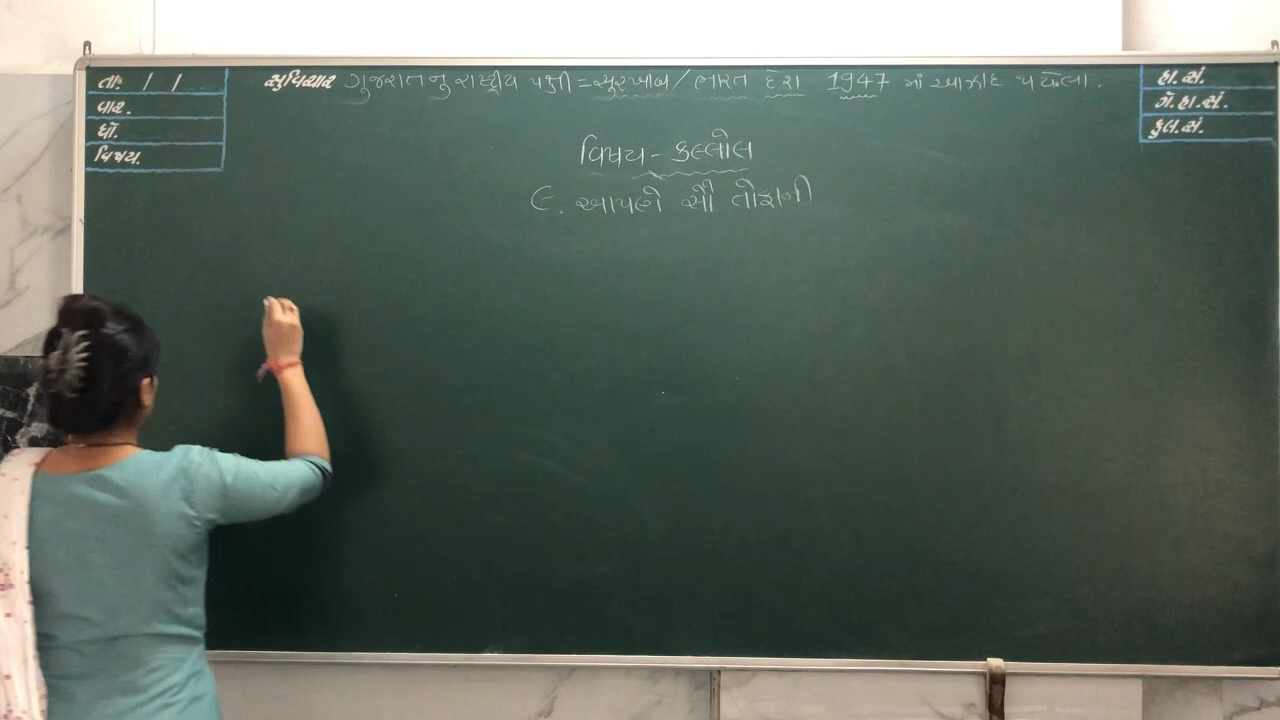 તા. / /
વાર.
ધો.
વિષય.
સુવિચાર ગુજરાતનુ રાષ્ટ્રીય પક્ષી = સુરખાબ / ભારત દેશ 1947 માં આઝાદ થયેલા.
હા.સં.
ગે.હા.સં.
કુલ.સં.
વિષય - કલ્લોલ
૯. આપણે સૌ તોફાની